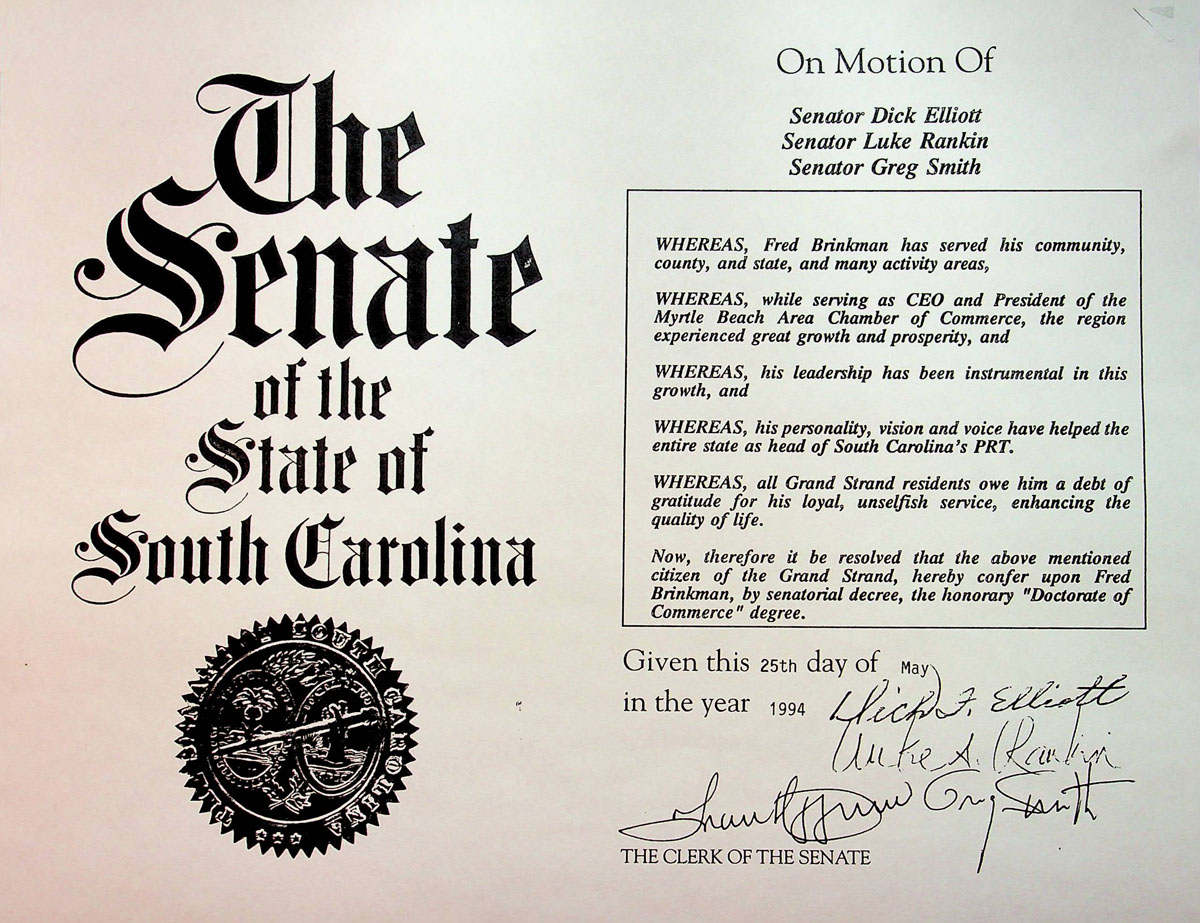 The
Senate
of the
State of
South Carolina
On Motion Of
Senator Dick Elliott
Senator Luke Rankin
Senator Greg Smith
WHEREAS, Fred Brinkman has served his community,
county, and state, and many activity areas,
WHEREAS, while serving as CEO and President of the
Myrtle Beach Area Chamber of Commerce, the region
experienced great growth and prosperity, and
WHEREAS, his leadership has been instrumental in this
growth, and
WHEREAS, his personality, vision and voice have helped the
entire state as head of South Carolina's PRT.
WHEREAS, all Grand Strand residents owe him a debt of
gratitude for his loyal, unselfish service, enhancing the
quality of life.
Now, therefore it be resolved that the above mentioned
citizen of the Grand Strand, hereby confer upon Fred
Brinkman, by senatorial decree, the honorary "Doctorate of
Commerce" degree.
Given this 25th day of May
in the year 1994
Dick F. Elliott
Luke A. Rankin
Greg Smith
THE CLERK OF THE SENATE